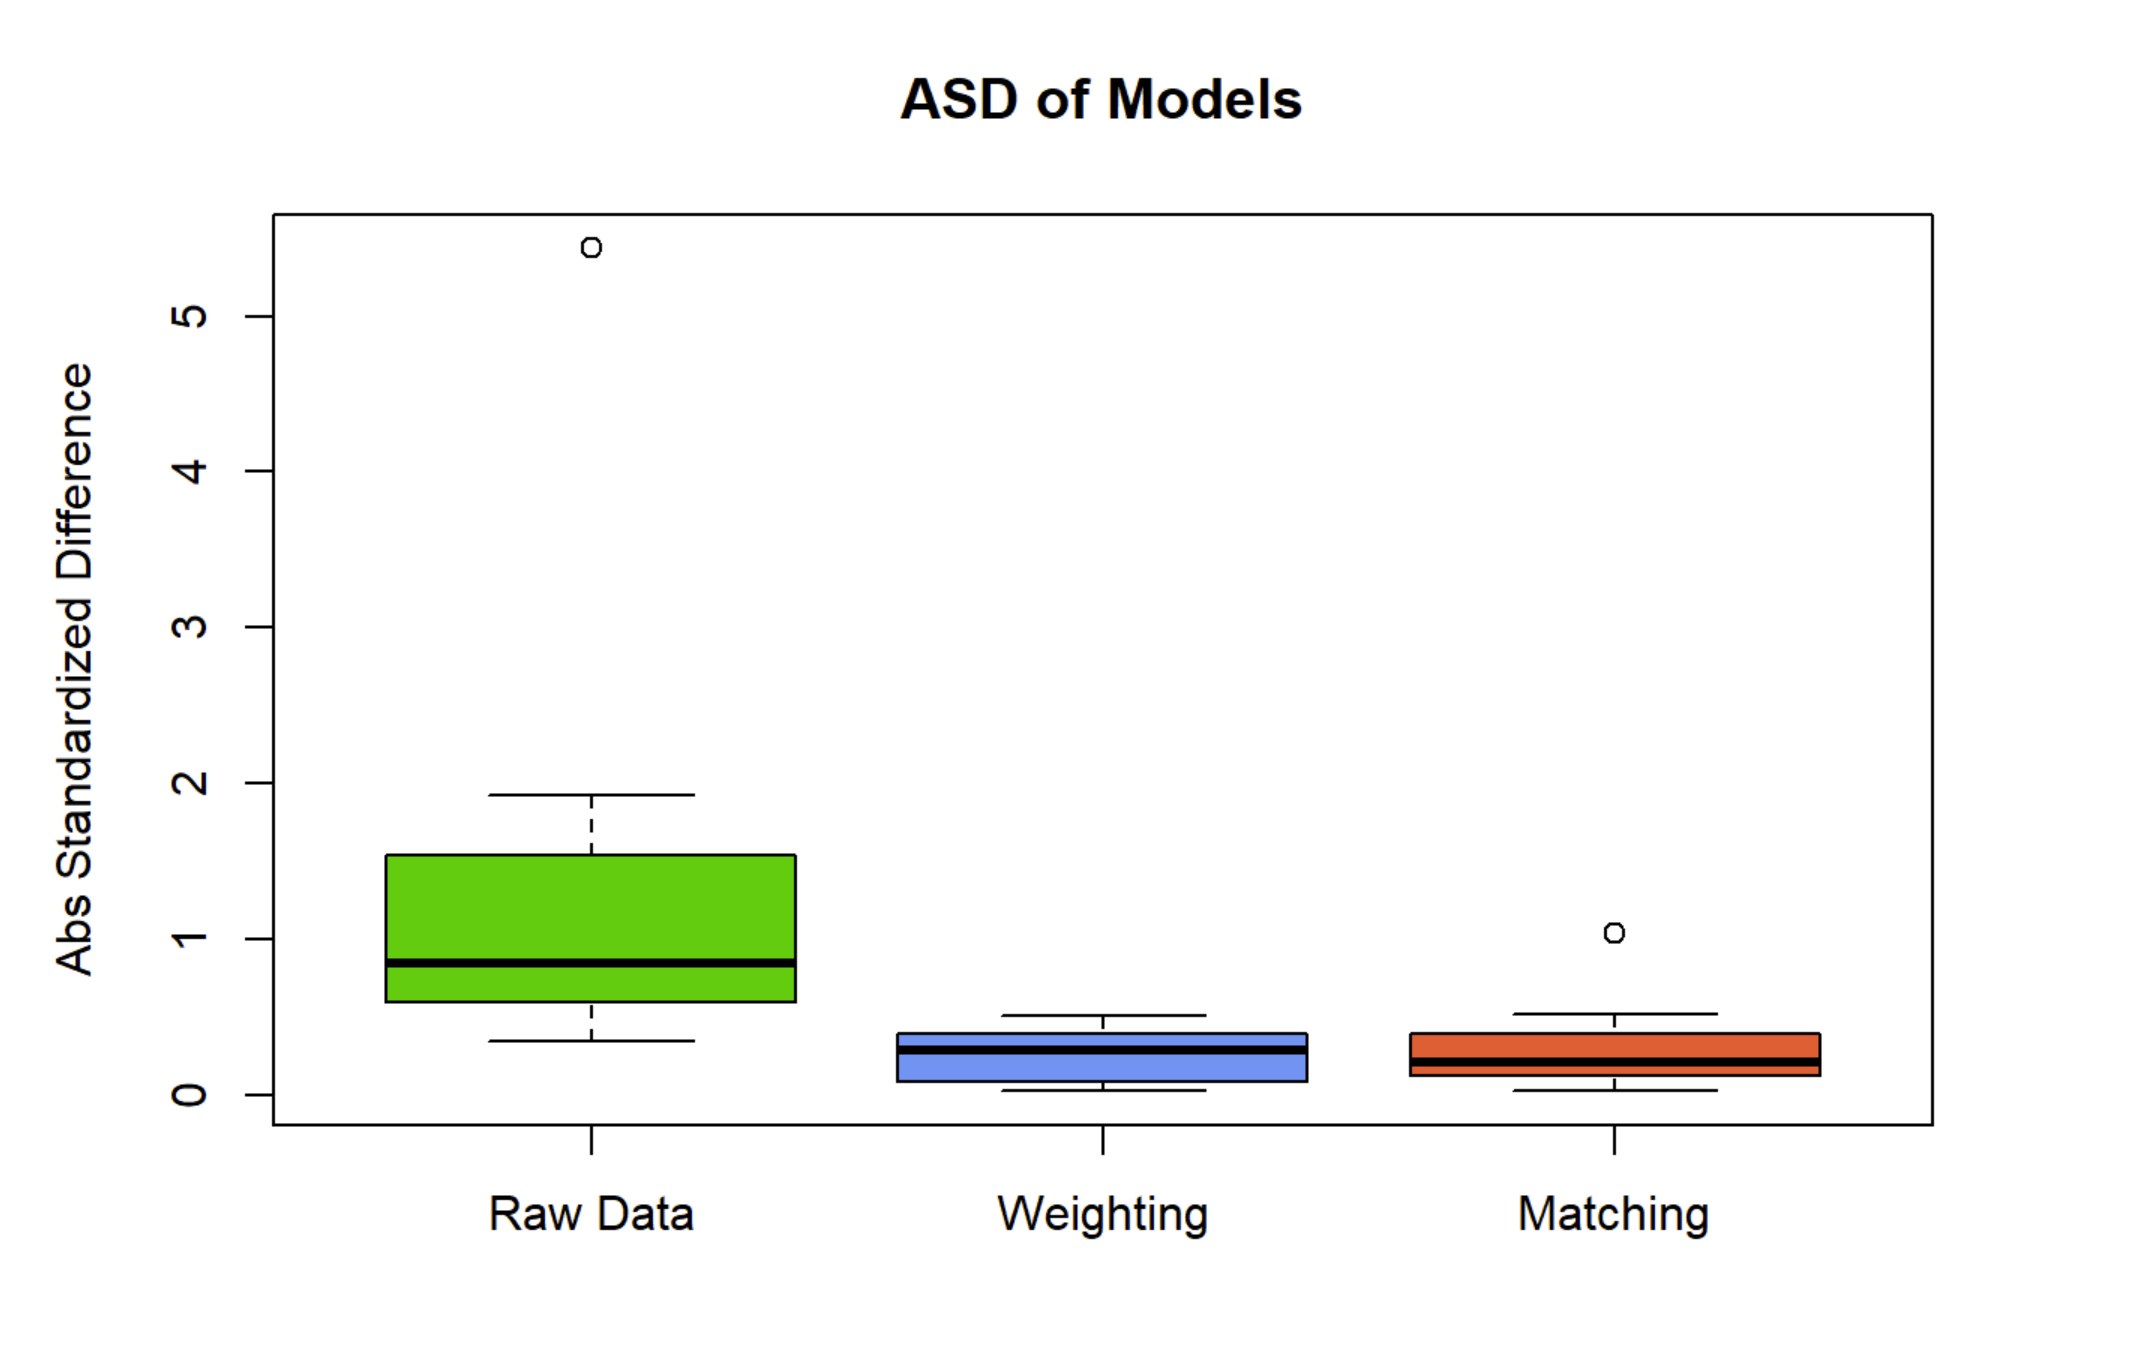 ASD of Models
Abs Standardized Difference
5
4
3
2
1
0
Raw Data
Weighting
Matching